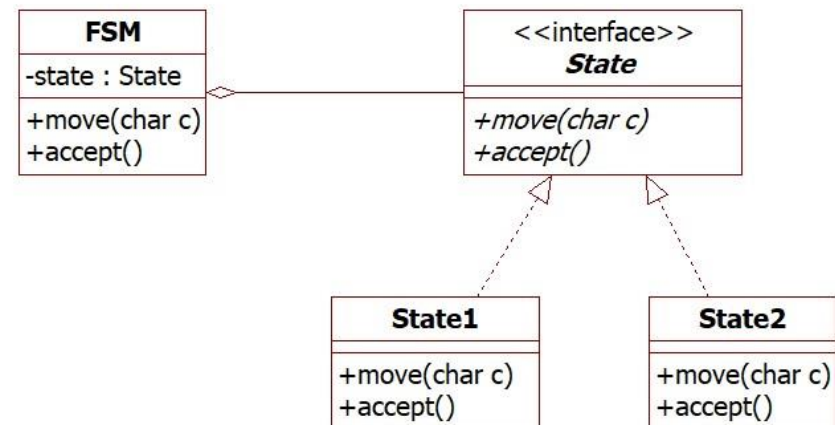 FSM
-state : State
+move(char c)
+accept()
<<interface>>
State
+move(char c)
+accept()
State1
+move(char c)
+accept()
State2
+move(char c)
+accept()